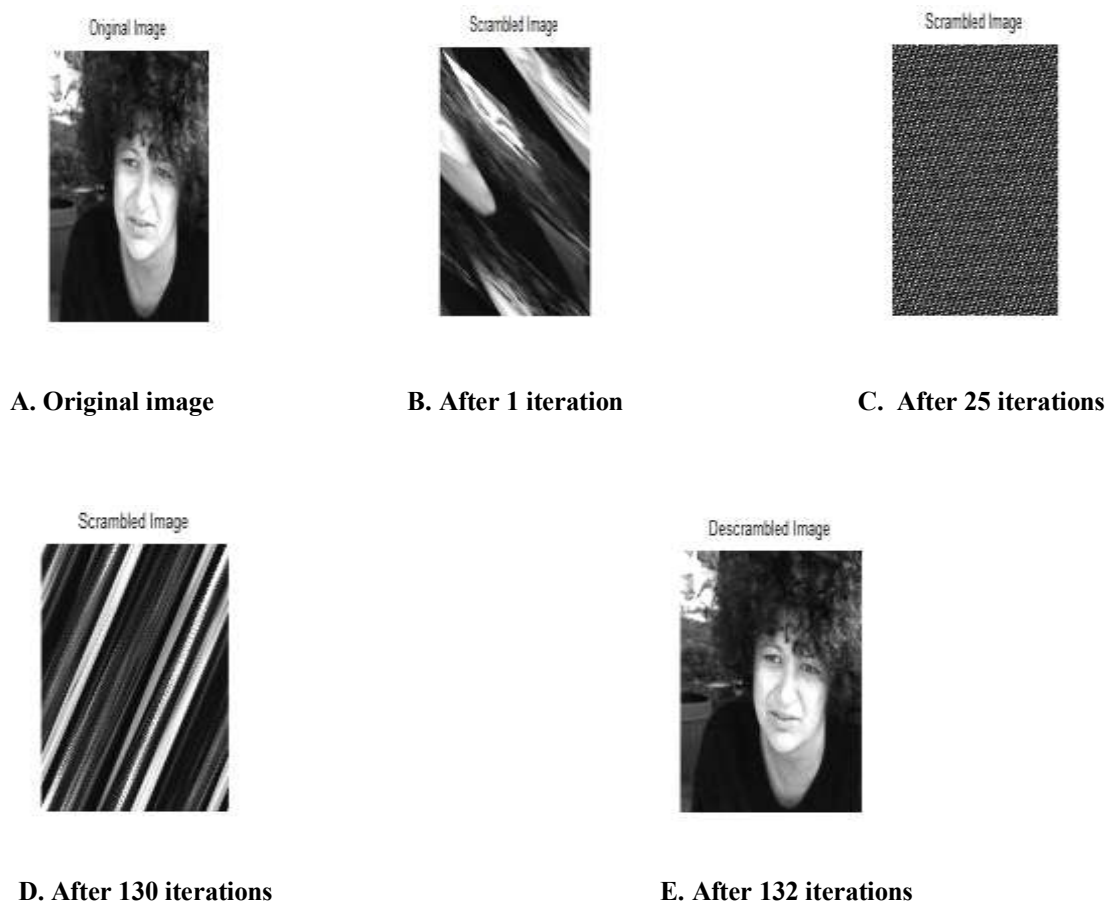 Original Image
Scrambled Image
Scrambled Image
A. Original image
B. After 1 iteration
C. After 25 iterations
Scrambled Image
Descrambled Image
D. After 130 iterations
E. After 132 iterations